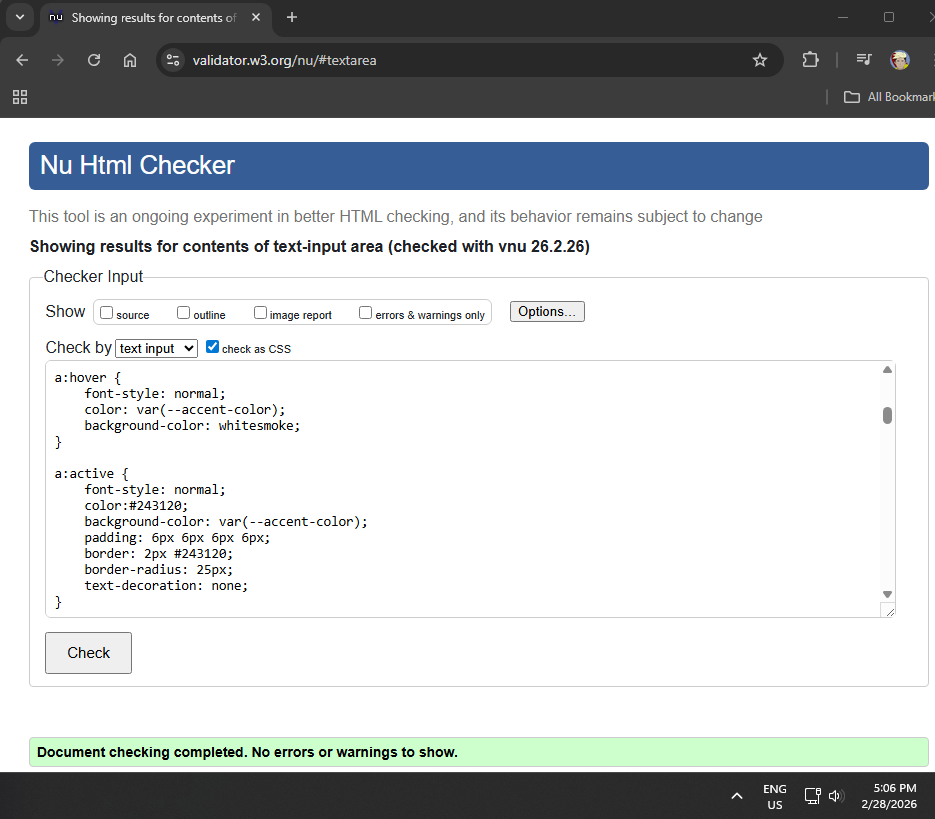 nu Showing results for contents of
validator.w3.org/nu/#textarea
All Bookmar
Nu Html Checker
This tool is an ongoing experiment in better HTML checking, and its behavior remains subject to change
Showing results for contents of text-input area (checked with vnu 26.2.26)
Checker Input
Show source outline image report errors & warnings only Options...
Check by text input check as CSS
a:hover {
    font-style: normal;
    color: var(--accent-color);
    background-color: whitesmoke;
}
a:active {
    font-style: normal;
    color:#243120;
    background-color: var(--accent-color);
    padding: 6px 6px 6px 6px;
    border: 2px #243120;
    border-radius: 25px;
    text-decoration: none;
}
Check
Document checking completed. No errors or warnings to show.
ENG
US
5:06 PM
2/28/2026